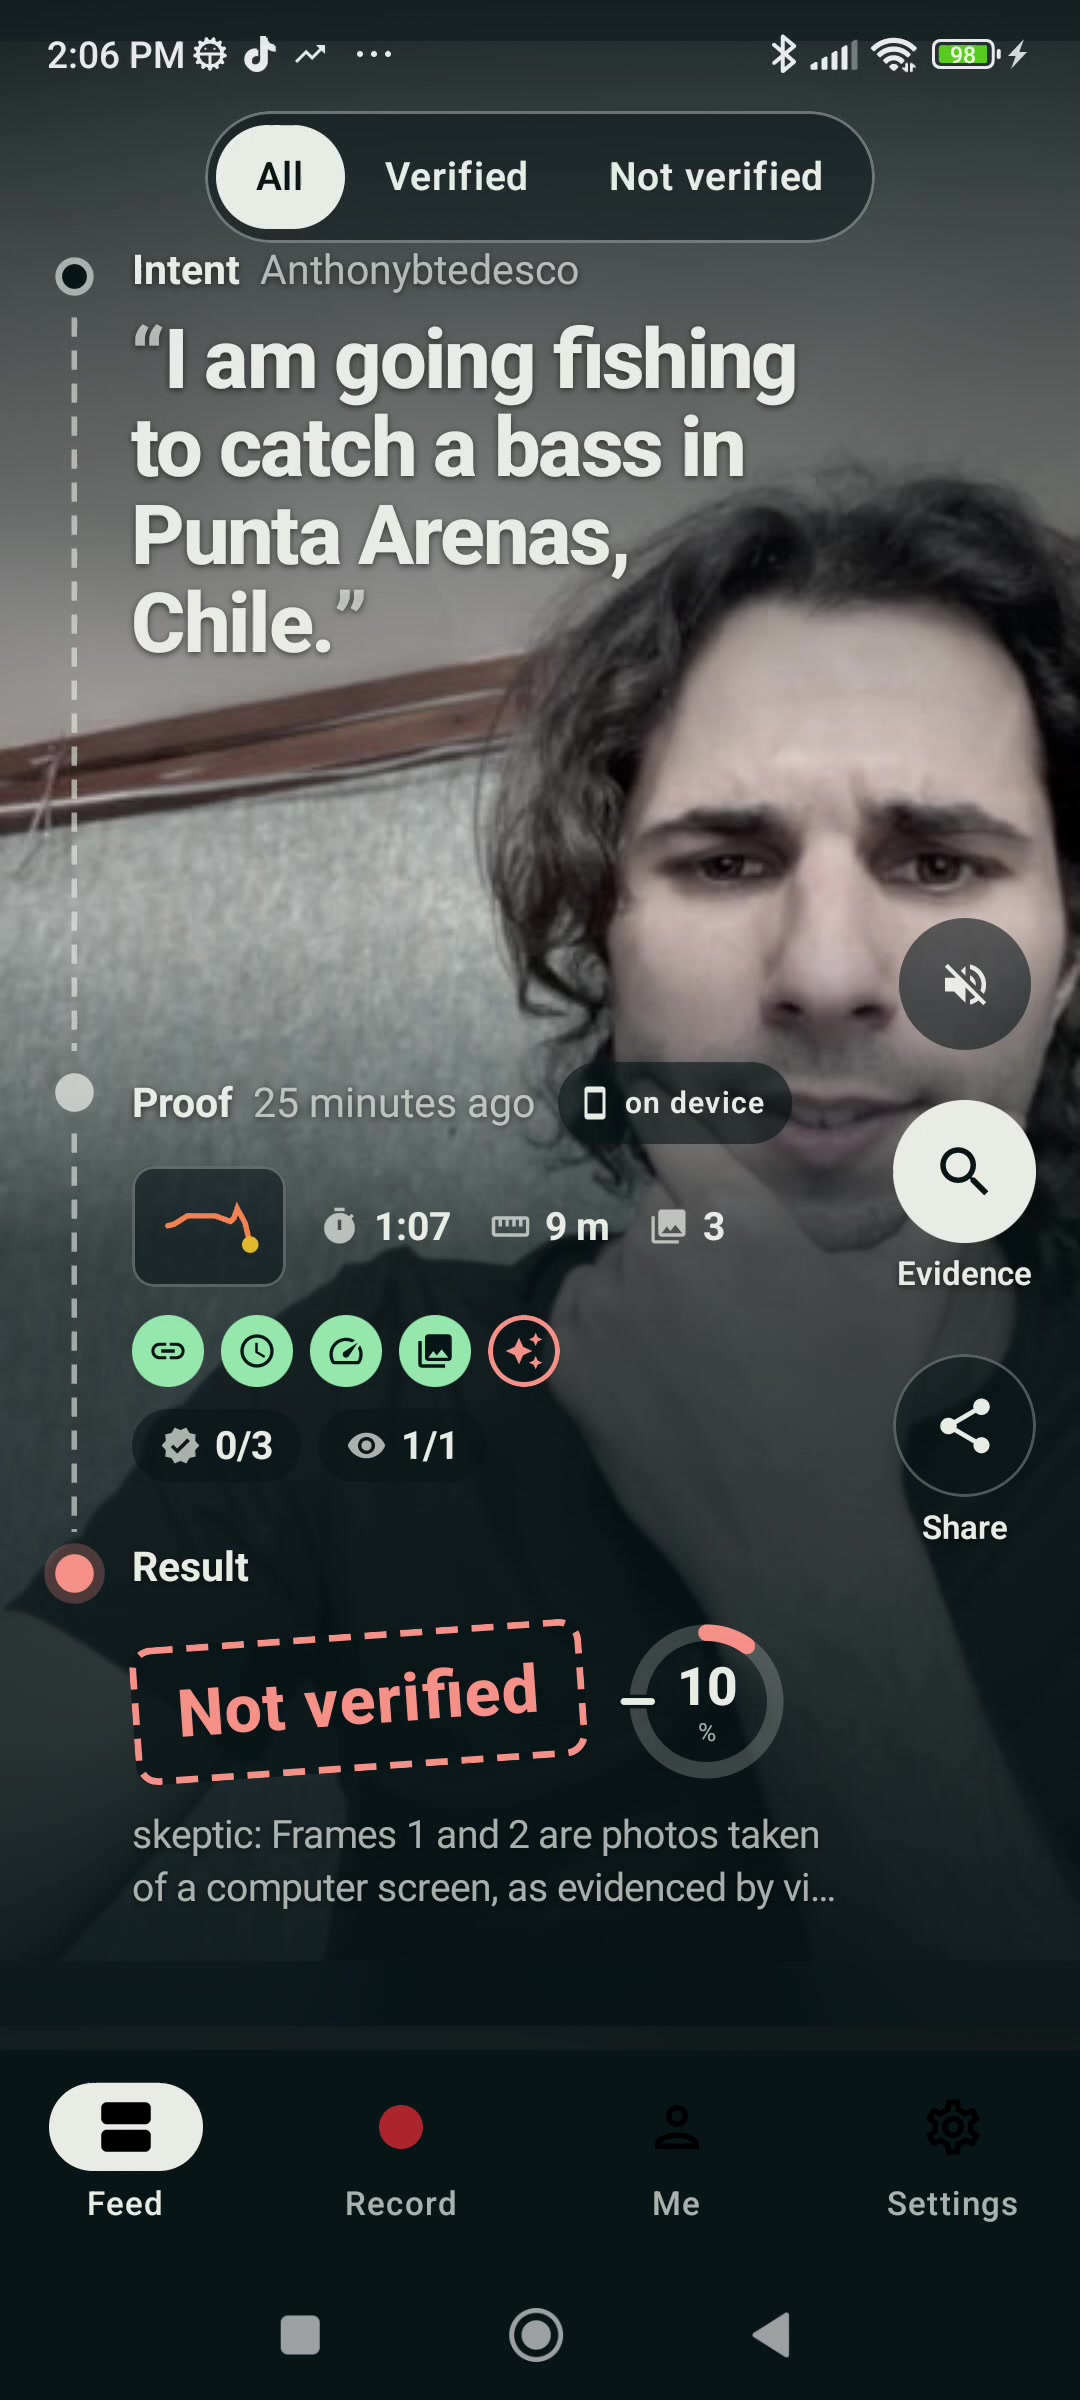 2:06 PM
98
All Verified Not verified
Intent Anthonybtedesco
“I am going fishing
to catch a bass in
Punta Arenas,
Chile.”
Proof 25 minutes ago on device
1:07 9 m 3
Evidence
0/3 1/1
Share
Result
Not verified 10
%
skeptic: Frames 1 and 2 are photos taken
of a computer screen, as evidenced by vi...
Feed Record Me Settings